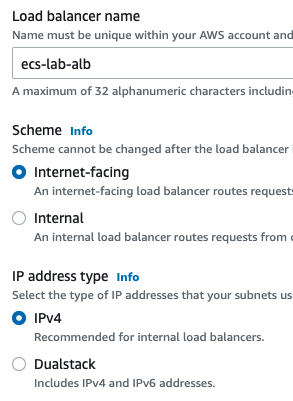 Load balancer name
Name must be unique within your AWS account and
ecs-lab-alb
A maximum of 32 alphanumeric characters includin
Scheme Info
Scheme cannot be changed after the load balancer
Internet-facing
An internet-facing load balancer routes requests
Internal
An internal load balancer routes requests from
IP address type Info
Select the type of IP addresses that your subnets us
IPv4
Recommended for internal load balancers.
Dualstack
Includes IPv4 and IPv6 addresses.